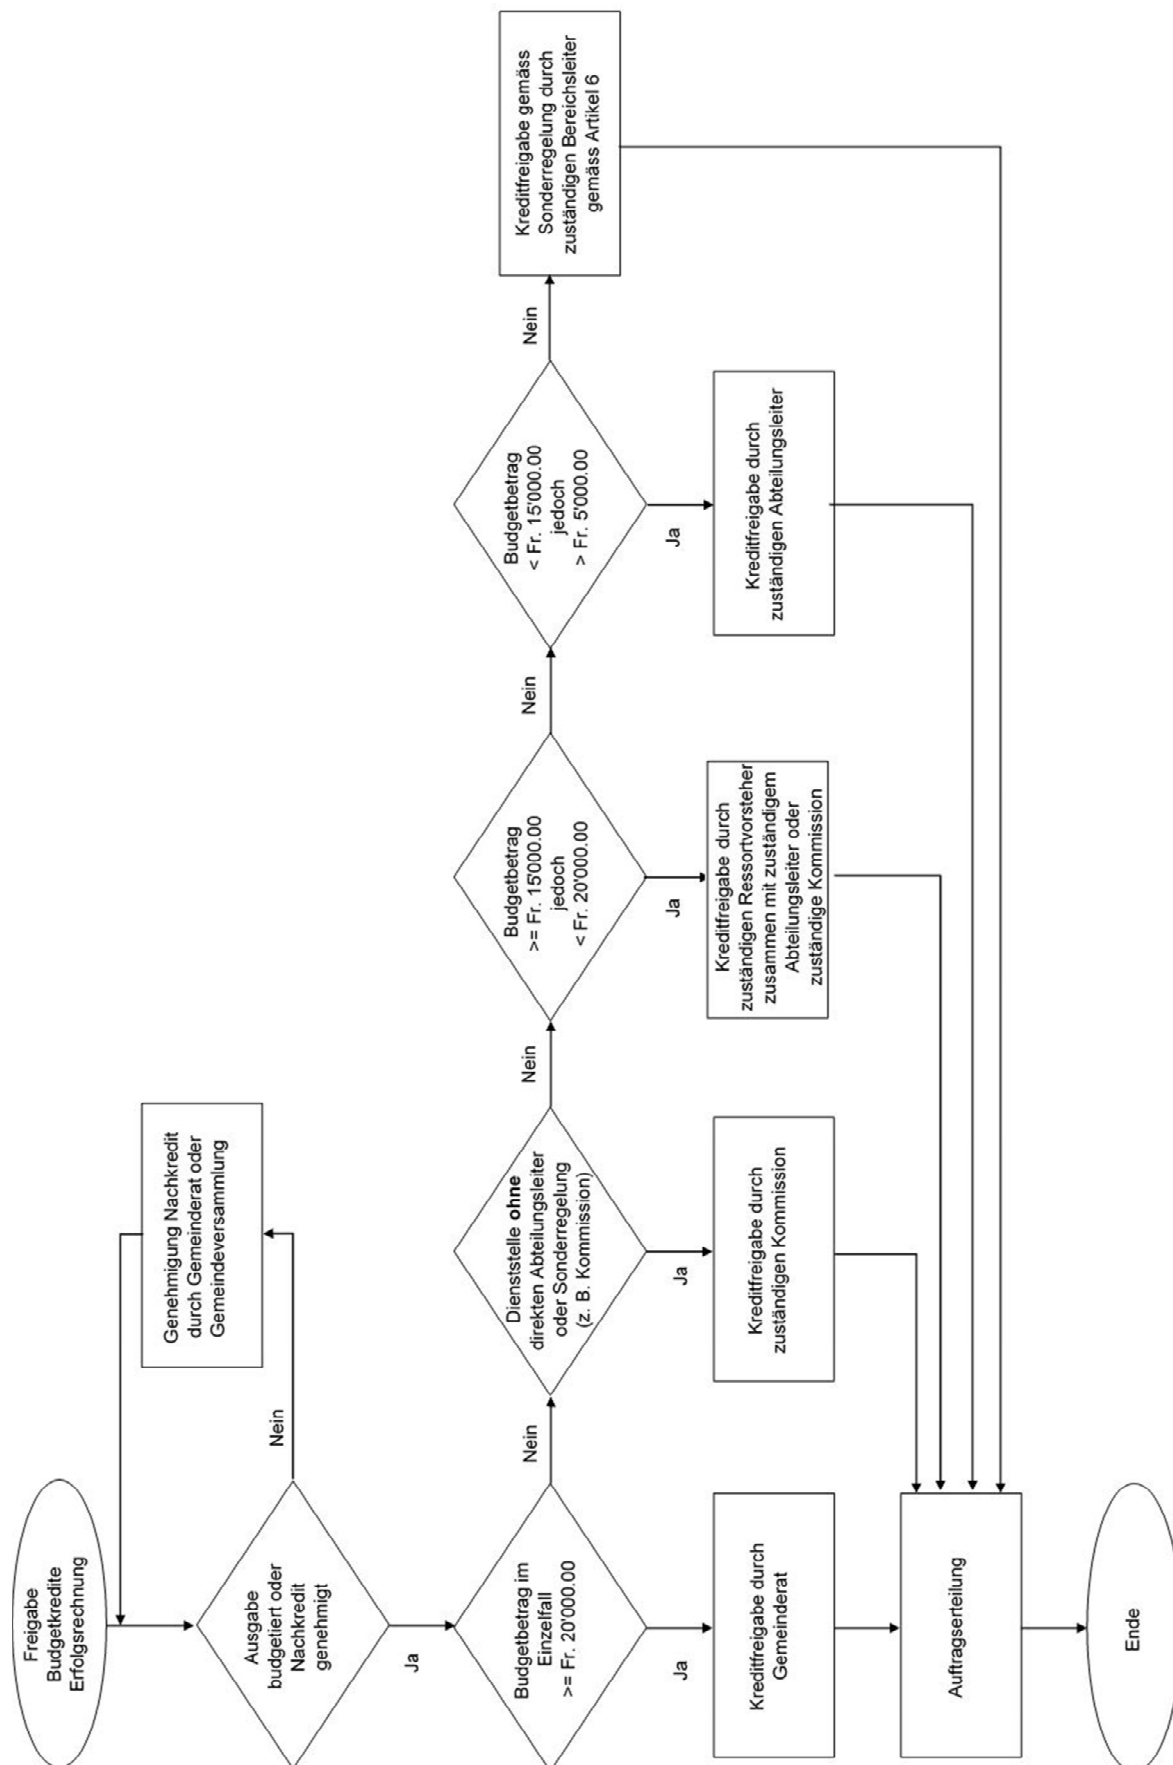 Freigabe
Budgetkredite
Erfolgsrechnung
Ausgabe
budgetiert oder
Nachkredit
genehmigt
Nein
Genehmigung Nachkredit
durch Gemeinderat oder
Gemeindeversammlung
Ja
Budgetbetrag im
Einzelfall
>= Fr. 20'000.00
Nein
Dienststelle ohne
direkten Abteilungsleiter
oder Sonderregelung
(z. B. Kommission)
Nein
Budgetbetrag
>= Fr. 15'000.00
jedoch
< Fr. 20'000.00
Nein
Budgetbetrag
< Fr. 15'000.00
jedoch
> Fr. 5'000.00
Nein
Kreditfreigabe gemäss
Sonderregelung durch
zuständigen Bereichsleiter
gemäss Artikel 6
Ja
Kreditfreigabe durch
Gemeinderat
Ja
Kreditfreigabe durch
zuständigen Kommission
Ja
Kreditfreigabe durch
zuständigen Ressortvorsteher
zusammen mit zuständigem
Abteilungsleiter oder
zuständige Kommission
Ja
Kreditfreigabe durch
zuständigen Abteilungsleiter
Auftragserteilung
Ende